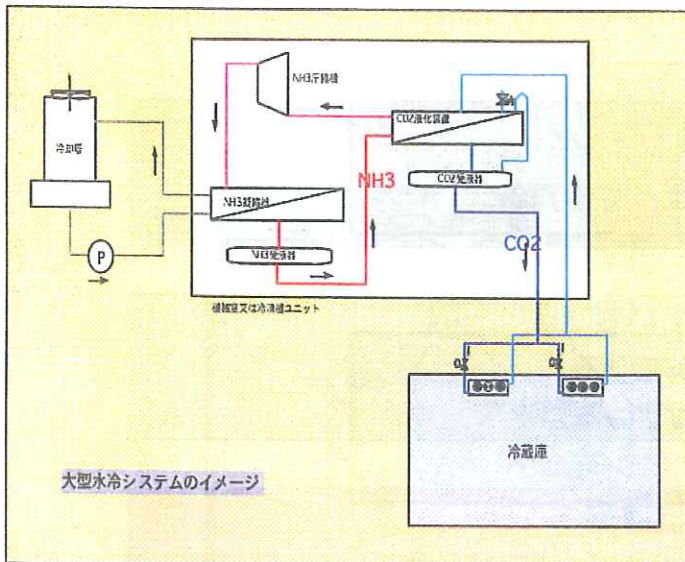 NH3圧縮機
冷却塔
CO2液化装置
CO2受液器
NH3
NH3凝縮器
CO2
NH3受液器
P
機械室又は冷凍機ユニット
冷蔵庫
大型水冷システムのイメージ